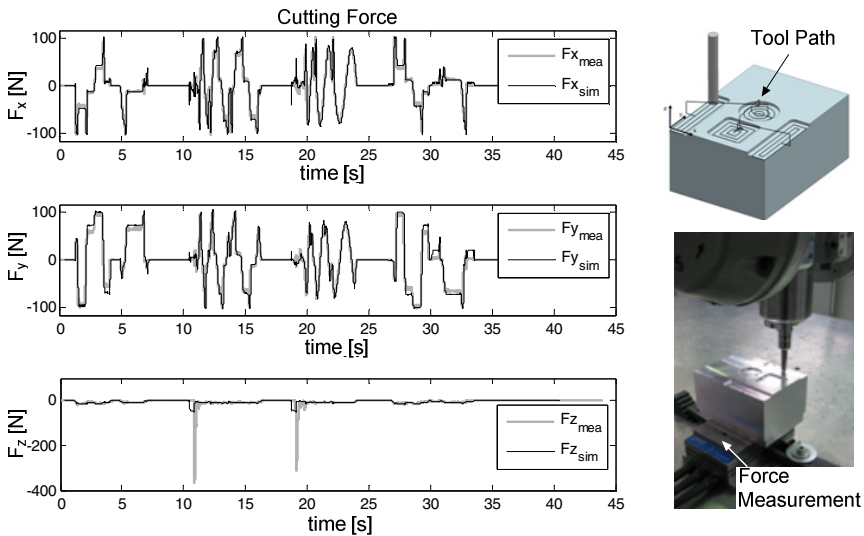 Cutting Force
100
0
-100
F_x [N]
Fx_mea
Fx_sim
0 5 10 15 20 25 30 35 40 45
time [s]
100
0
-100
F_y [N]
Fy_mea
Fy_sim
0 5 10 15 20 25 30 35 40 45
time [s]
0
-200
-400
F_z [N]
Fz_mea
Fz_sim
0 5 10 15 20 25 30 35 40 45
time [s]
Tool Path
Force
Measurement